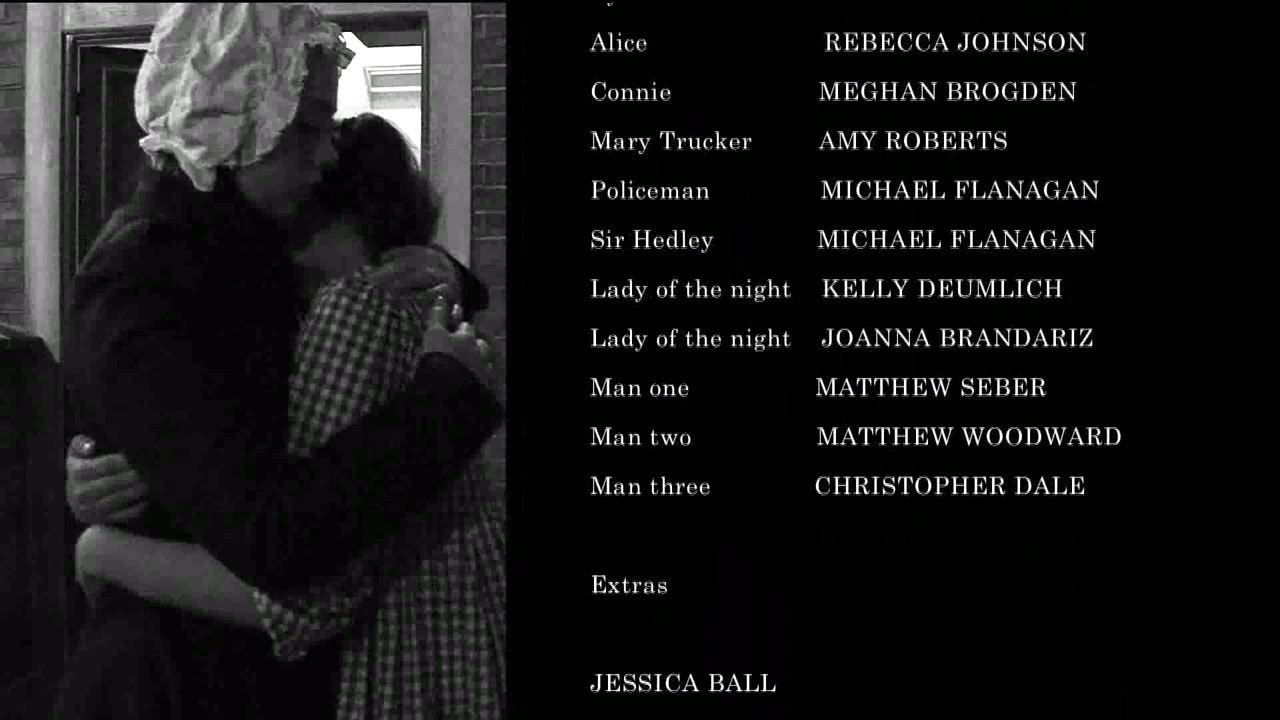 Alice REBECCA JOHNSON
Connie MEGHAN BROGDEN
Mary Trucker AMY ROBERTS
Policeman MICHAEL FLANAGAN
Sir Hedley MICHAEL FLANAGAN
Lady of the night KELLY DEUMLICH
Lady of the night JOANNA BRANDARIZ
Man one MATTHEW SEBER
Man two MATTHEW WOODWARD
Man three CHRISTOPHER DALE
Extras
JESSICA BALL